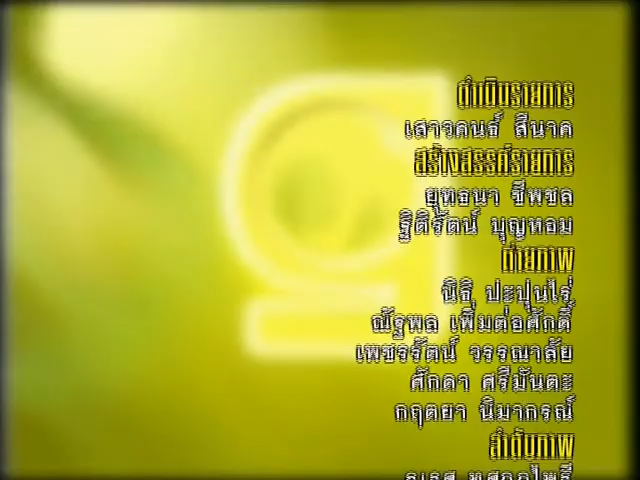 ดำเนินรายการ
เสาวคนธ์ สีนาค
สร้างสรรค์รายการ
ยุทธนา ชีพชล
ฐิติรัตน์ บุญหอม
ถ่ายภาพ
นิธิ ปะปุนไร่
ณัฐพล เพิ่มต่อศักดิ์
เพชรรัตน์ วรรณาลัย
ศักดา ศรีมันตะ
กฤตยา นิมากรณ์
ลำดับภาพ